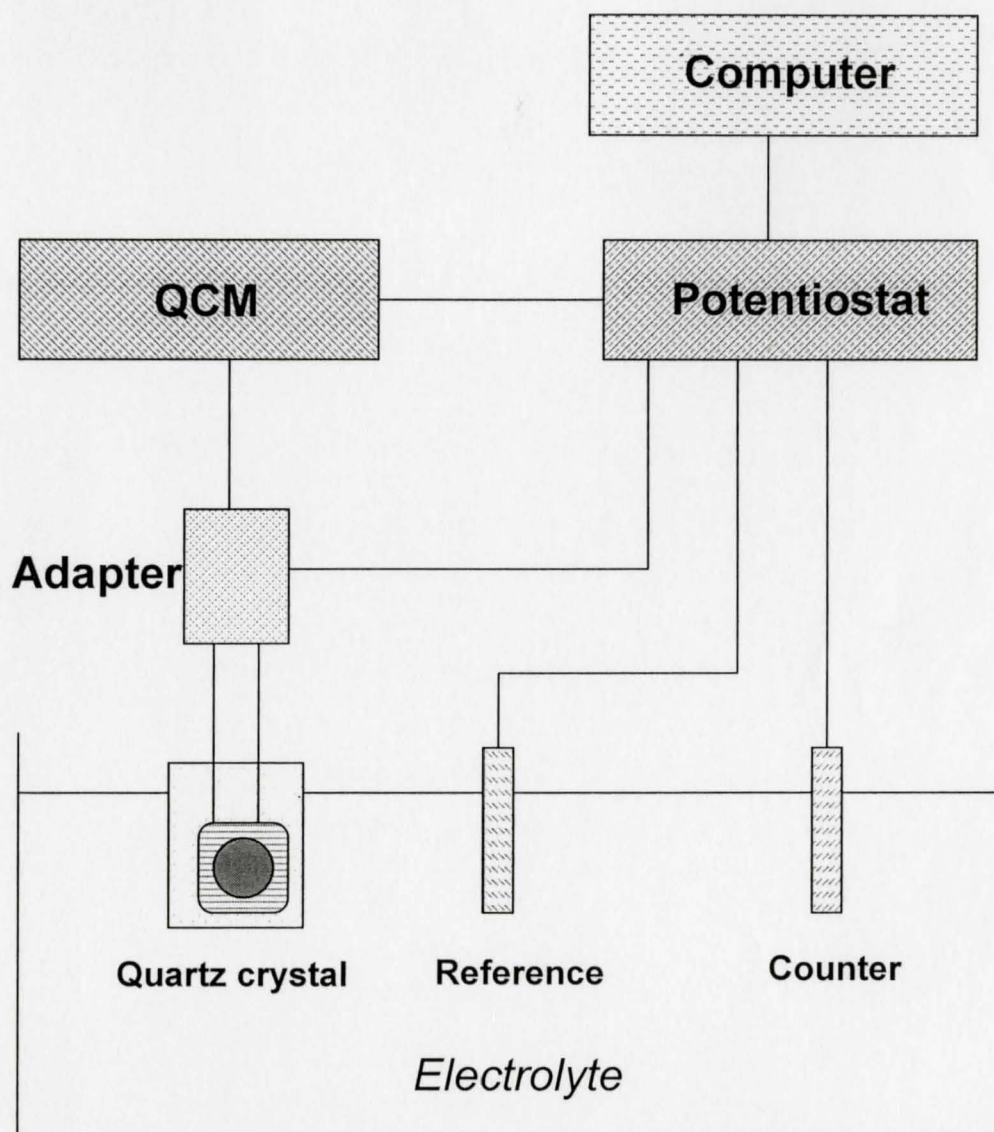 Computer
QCM
Potentiostat
Adapter
Quartz crystal
Reference
Counter
Electrolyte